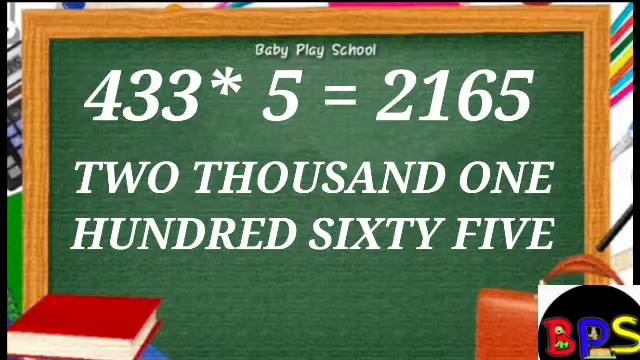 Baby Play School
433* 5 = 2165
TWO THOUSAND ONE
HUNDRED SIXTY FIVE
BPS